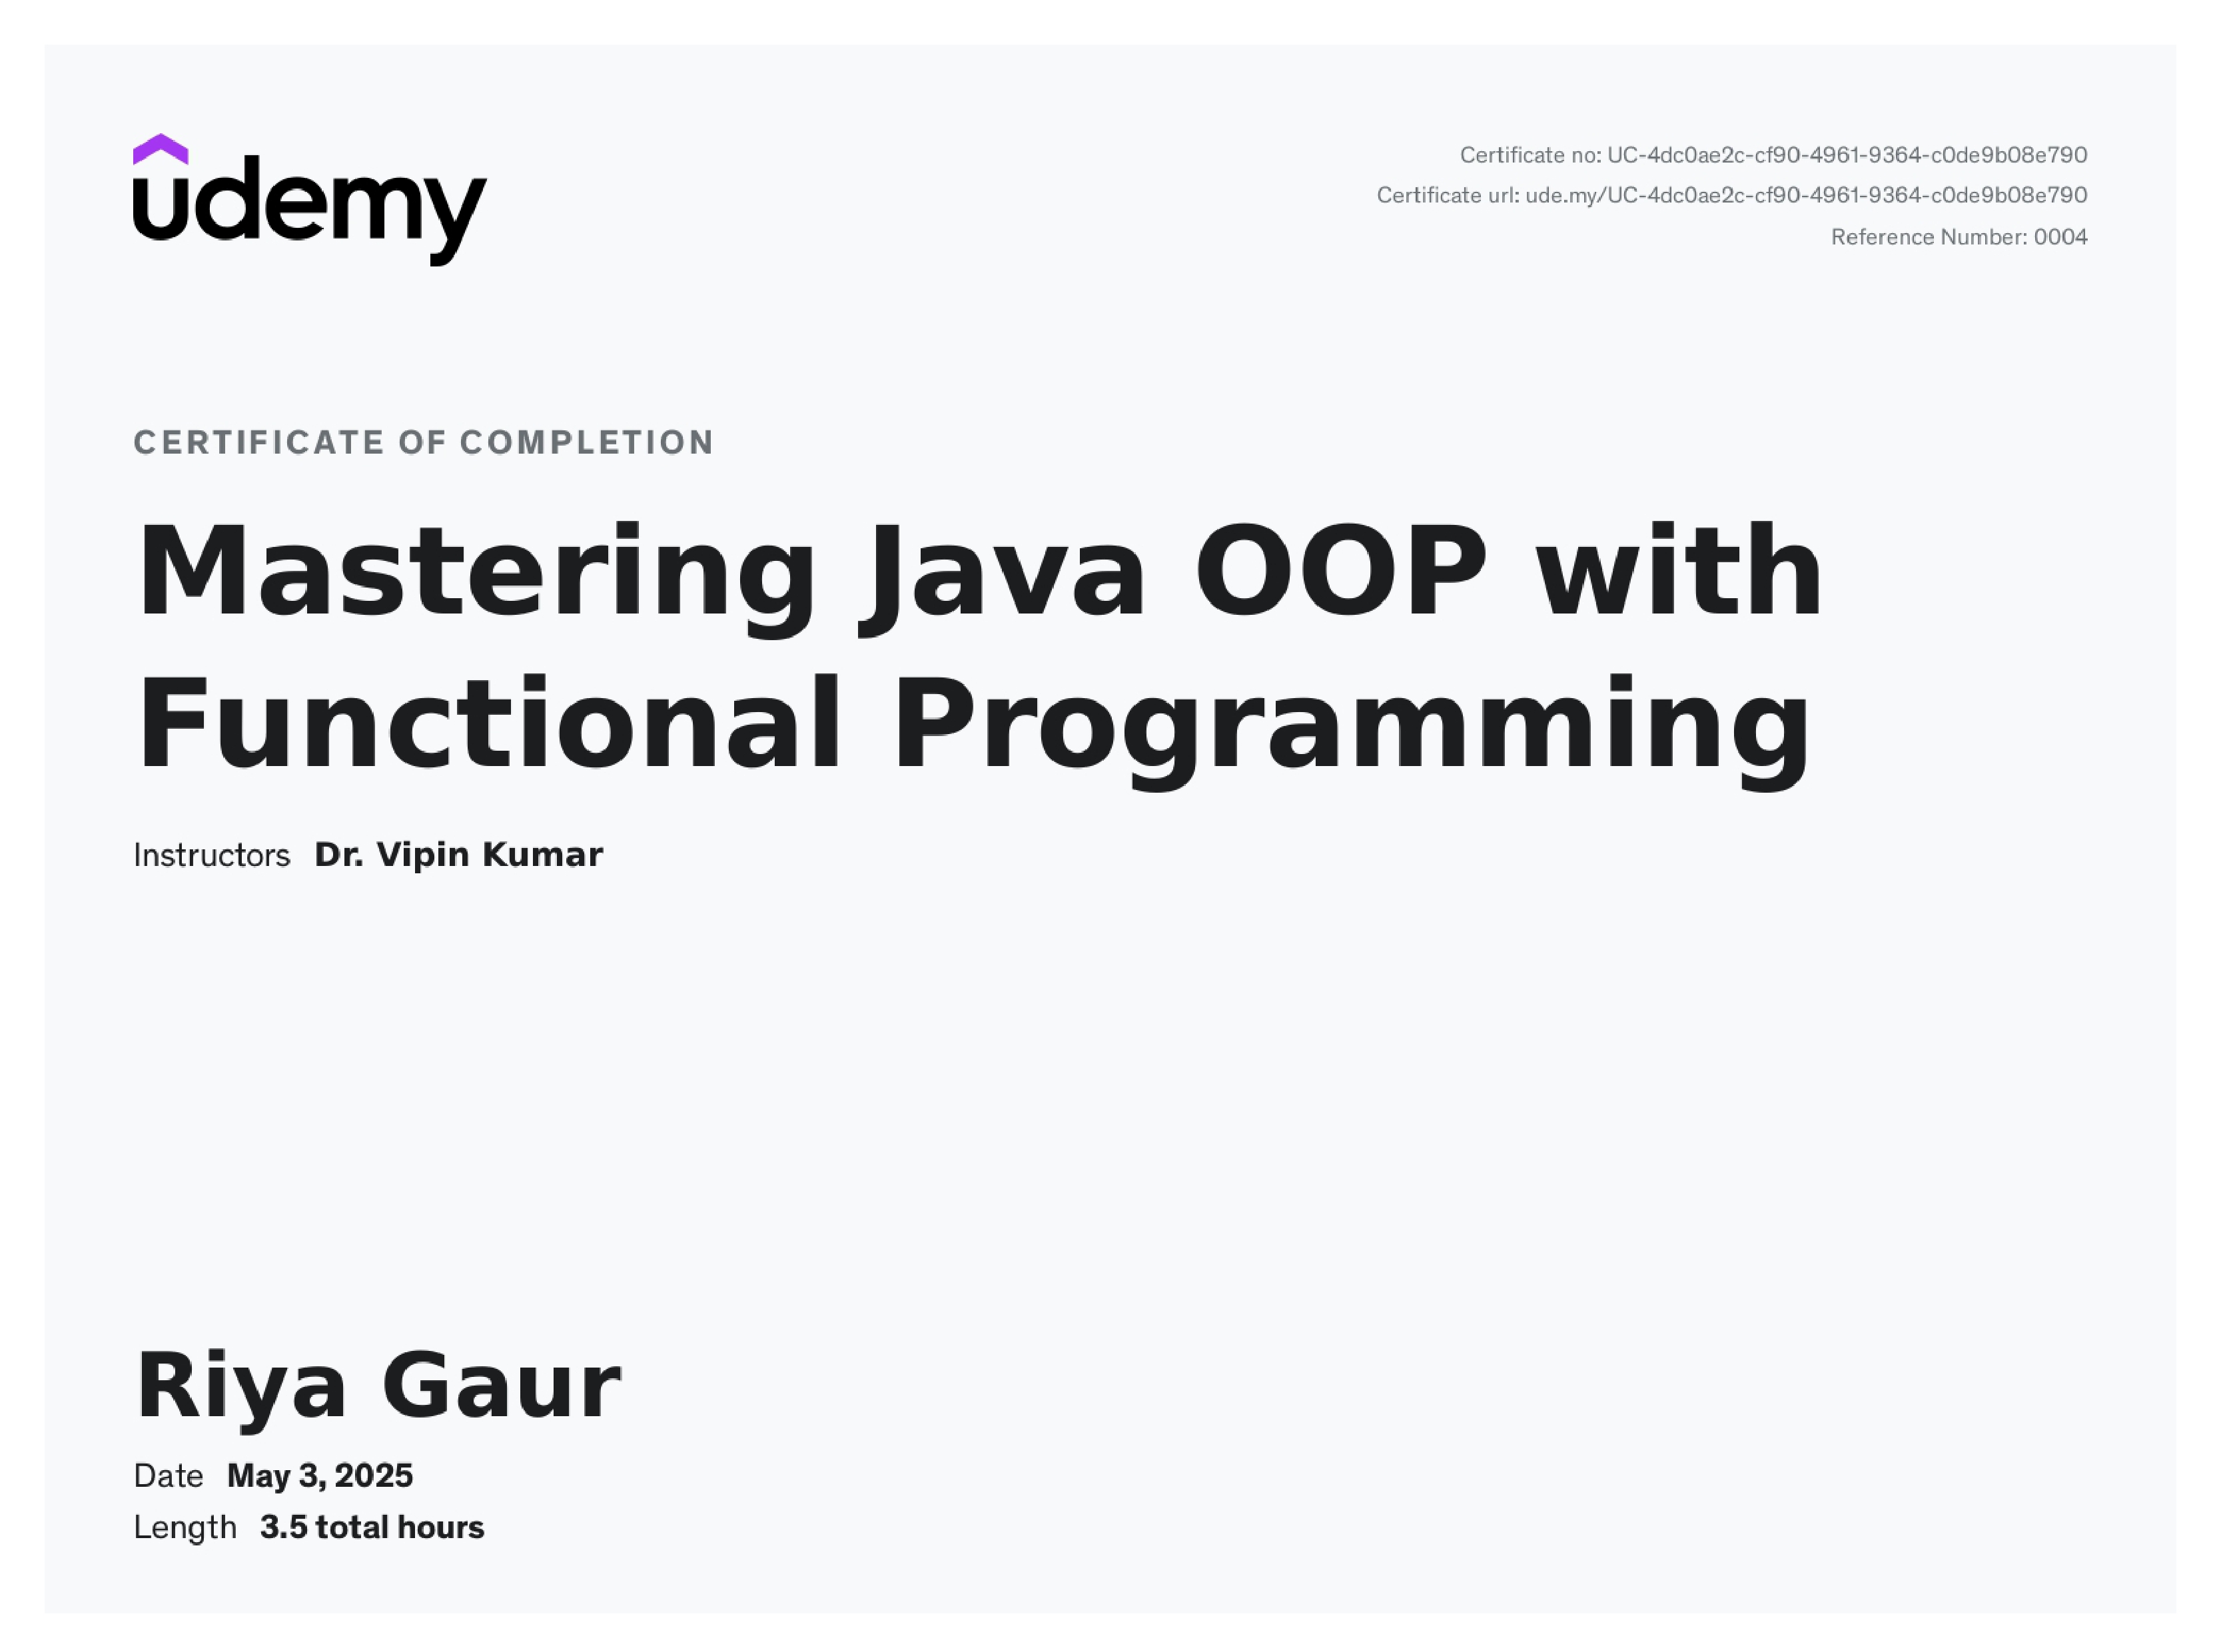 udemy
Certificate no: UC-4dc0ae2c-cf90-4961-9364-c0de9b08e790
Certificate url: ude.my/UC-4dc0ae2c-cf90-4961-9364-c0de9b08e790
Reference Number: 0004
CERTIFICATE OF COMPLETION
Mastering Java OOP with
Functional Programming
Instructors Dr. Vipin Kumar
Riya Gaur
Date May 3, 2025
Length 3.5 total hours